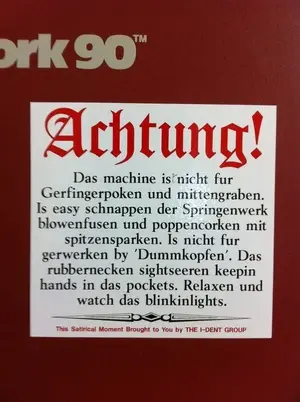 ork 90™
Achtung!
Das machine is nicht fur
Gerfingerpoken und mittengraben.
Is easy schnappen der Springenwerk
blowenfusen und poppencorken mit
spitzensparken. Is nicht fur
gerwerken by 'Dummkopfen'. Das
rubbernecken sightseeren keepin
hands in das pockets. Relaxen und
watch das blinkinlights.
This Satirical Moment Brought to You by THE I-DENT GROUP